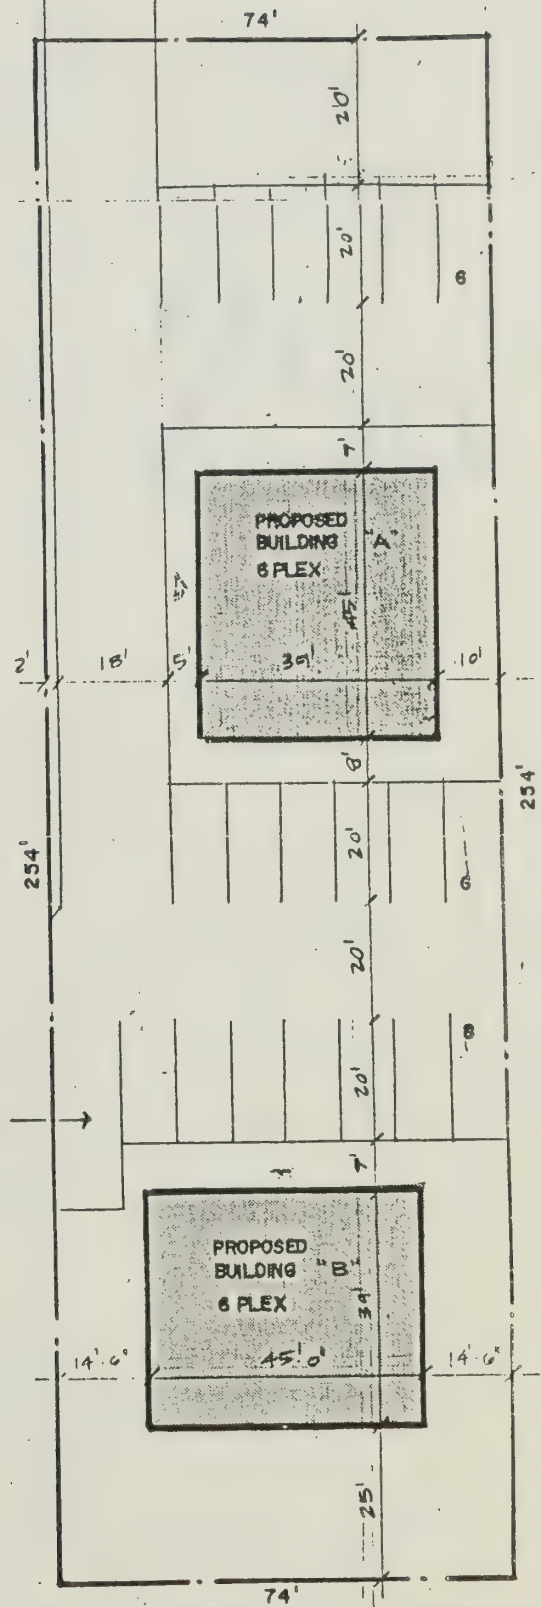 74'
20'
20'
6
20'
7'
PROPOSED
BUILDING "A"
6 PLEX
45'
2' 18' 5' 39' 10'
8'
254'
254'
20'
6
20'
8
20'
7'
PROPOSED
BUILDING "B"
6 PLEX
39'
14'-6" 45'-0" 14'-6"
25'
74'